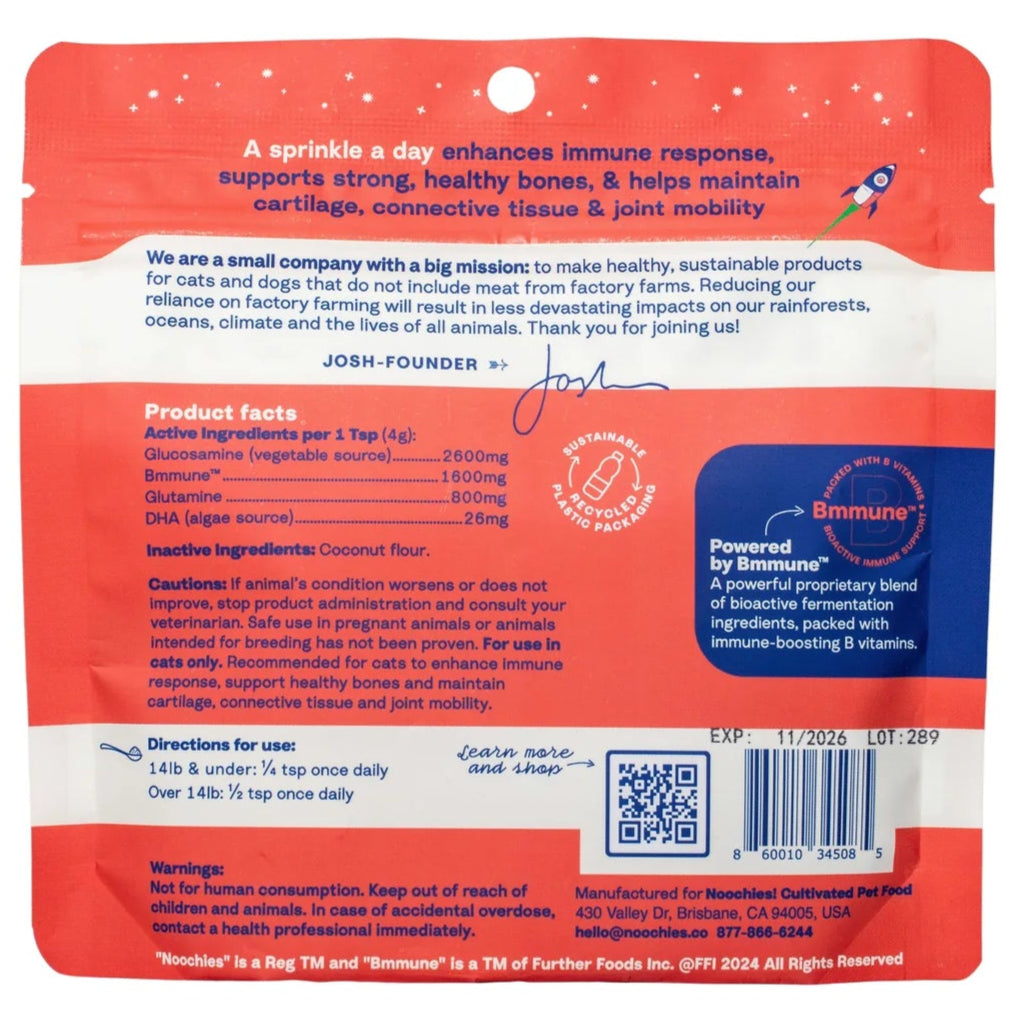 A sprinkle a day enhances immune response,
supports strong, healthy bones, & helps maintain
cartilage, connective tissue & joint mobility
We are a small company with a big mission: to make healthy, sustainable products
for cats and dogs that do not include meat from factory farms. Reducing our
reliance on factory farming will result in less devastating impacts on our rainforests,
oceans, climate and the lives of all animals. Thank you for joining us!
JOSH-FOUNDER
Josh
Product facts
Active Ingredients per 1 Tsp (4g):
Glucosamine (vegetable source)............2600mg
Bmmune™......................................................1600mg
Glutamine.......................................................800mg
DHA (algae source)..........................................26mg
Inactive Ingredients: Coconut flour.
SUSTAINABLE
RECYCLED
PLASTIC PACKAGING
Cautions: If animal's condition worsens or does not
improve, stop product administration and consult your
veterinarian. Safe use in pregnant animals or animals
intended for breeding has not been proven. For use in
cats only. Recommended for cats to enhance immune
response, support healthy bones and maintain
cartilage, connective tissue and joint mobility.
PACKED WITH B VITAMINS
B
Bmmune™
BIOACTIVE IMMUNE SUPPORT
Powered
by Bmmune™
A powerful proprietary blend
of bioactive fermentation
ingredients, packed with
immune-boosting B vitamins.
Directions for use:
14lb & under: ¼ tsp once daily
Over 14lb: ½ tsp once daily
Learn more
and shop
EXP: 11/2026 LOT:289
8 60010 34508 5
Warnings:
Not for human consumption. Keep out of reach of
children and animals. In case of accidental overdose,
contact a health professional immediately.
Manufactured for Noochies! Cultivated Pet Food
430 Valley Dr, Brisbane, CA 94005, USA
hello@noochies.co 877-866-6244
"Noochies" is a Reg TM and "Bmmune" is a TM of Further Foods Inc. @FFI 2024 All Rights Reserved